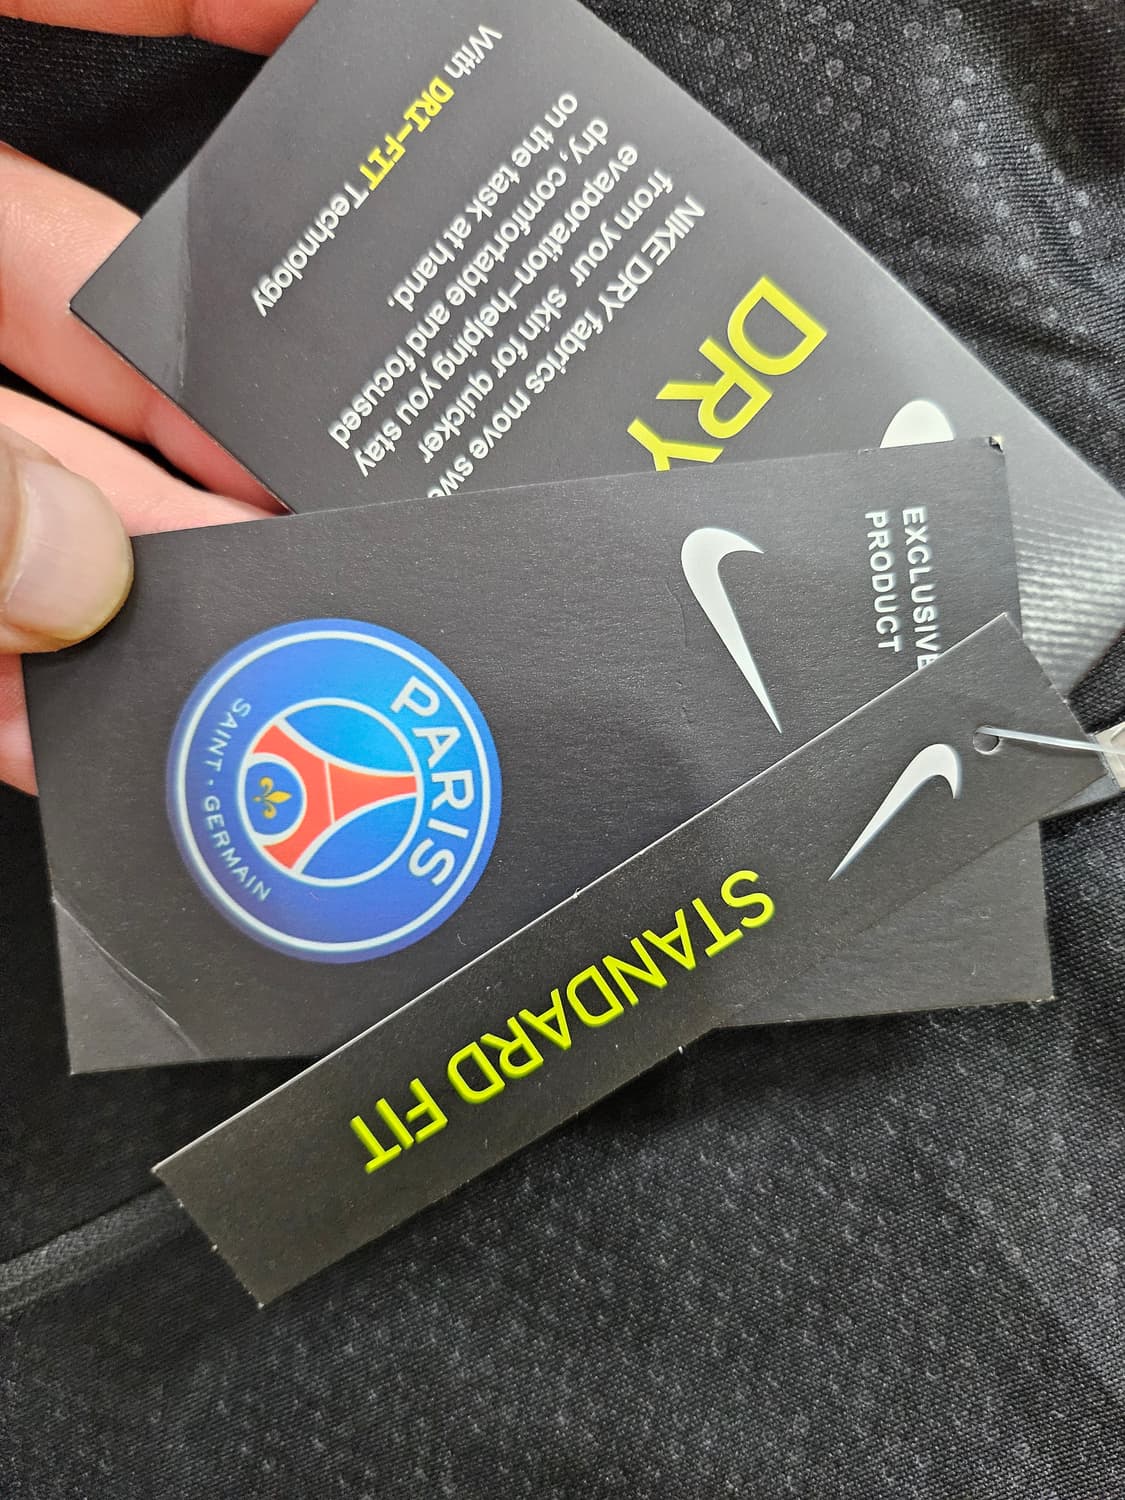 DRY
NIKE DRY fabrics move
from your skin for quicker
evaporation-helping you stay
dry, comfortable and focused
on the task at hand.
With DRI-FIT Technology
EXCLUSIVE
PRODUCT
PARIS
SAINT · GERMAIN
STANDARD FIT